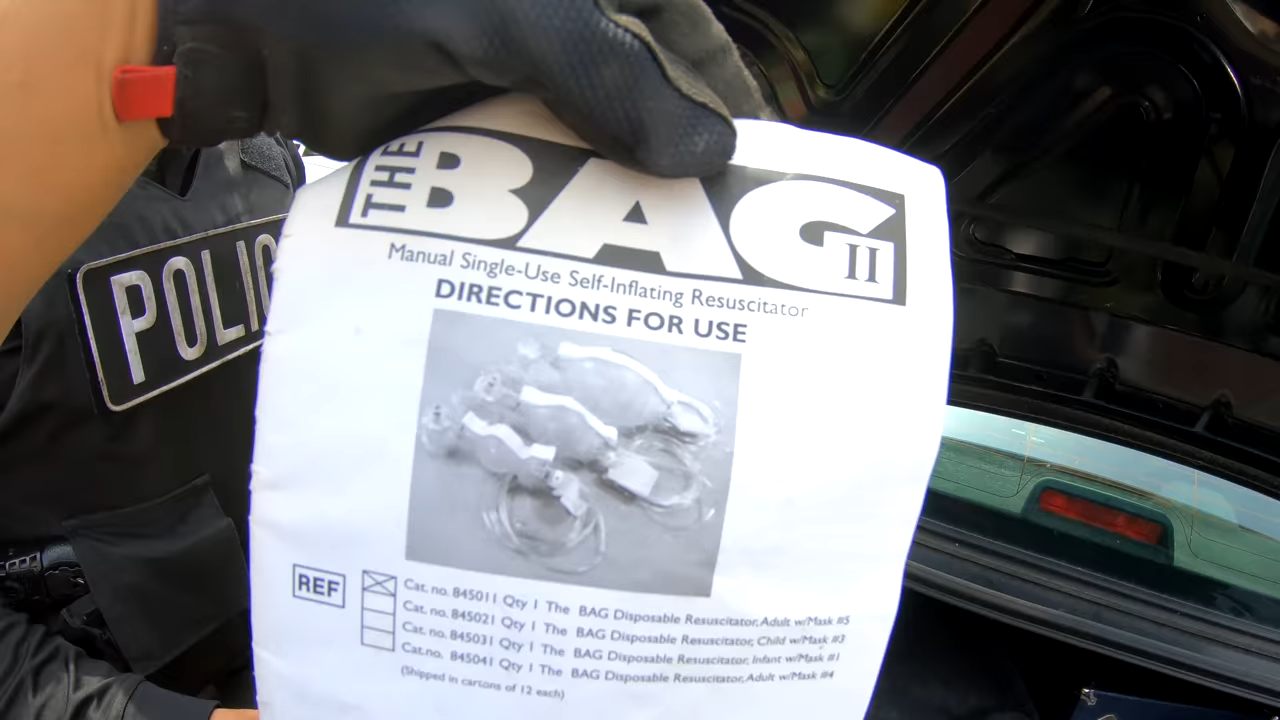 POLIC
THE BAG II
Manual Single-Use Self-Inflating Resuscitator
DIRECTIONS FOR USE
REF
Cat. no. 845011 Qty 1 The BAG Disposable Resuscitator, Adult w/Mask #5
Cat. no. 845021 Qty 1 The BAG Disposable Resuscitator, Child w/Mask #3
Cat. no. 845031 Qty 1 The BAG Disposable Resuscitator, Infant w/Mask #1
Cat.no. 845041 Qty 1 The BAG Disposable Resuscitator, Adult w/Mask #4
(Shipped in cartons of 12 each)